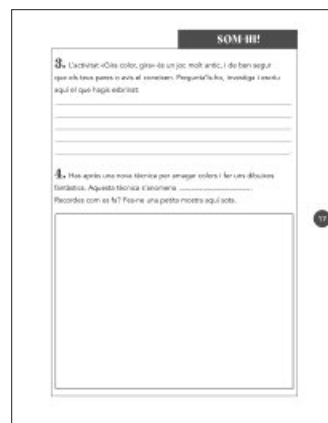 SOM-HI!
3. L'activitat «Gira color, gira» és un joc molt antic, i de ben segur
que els teus pares o avis el coneixen. Pregunta'ls-ho, investiga i escriu
aquí el que hagis esbrinat:
4. Has après una nova tècnica per amagar colors i fer uns dibuixos
fantàstics. Aquesta tècnica s'anomena
Recordes com es fa? Fes-ne una petita mostra aquí sota.
17